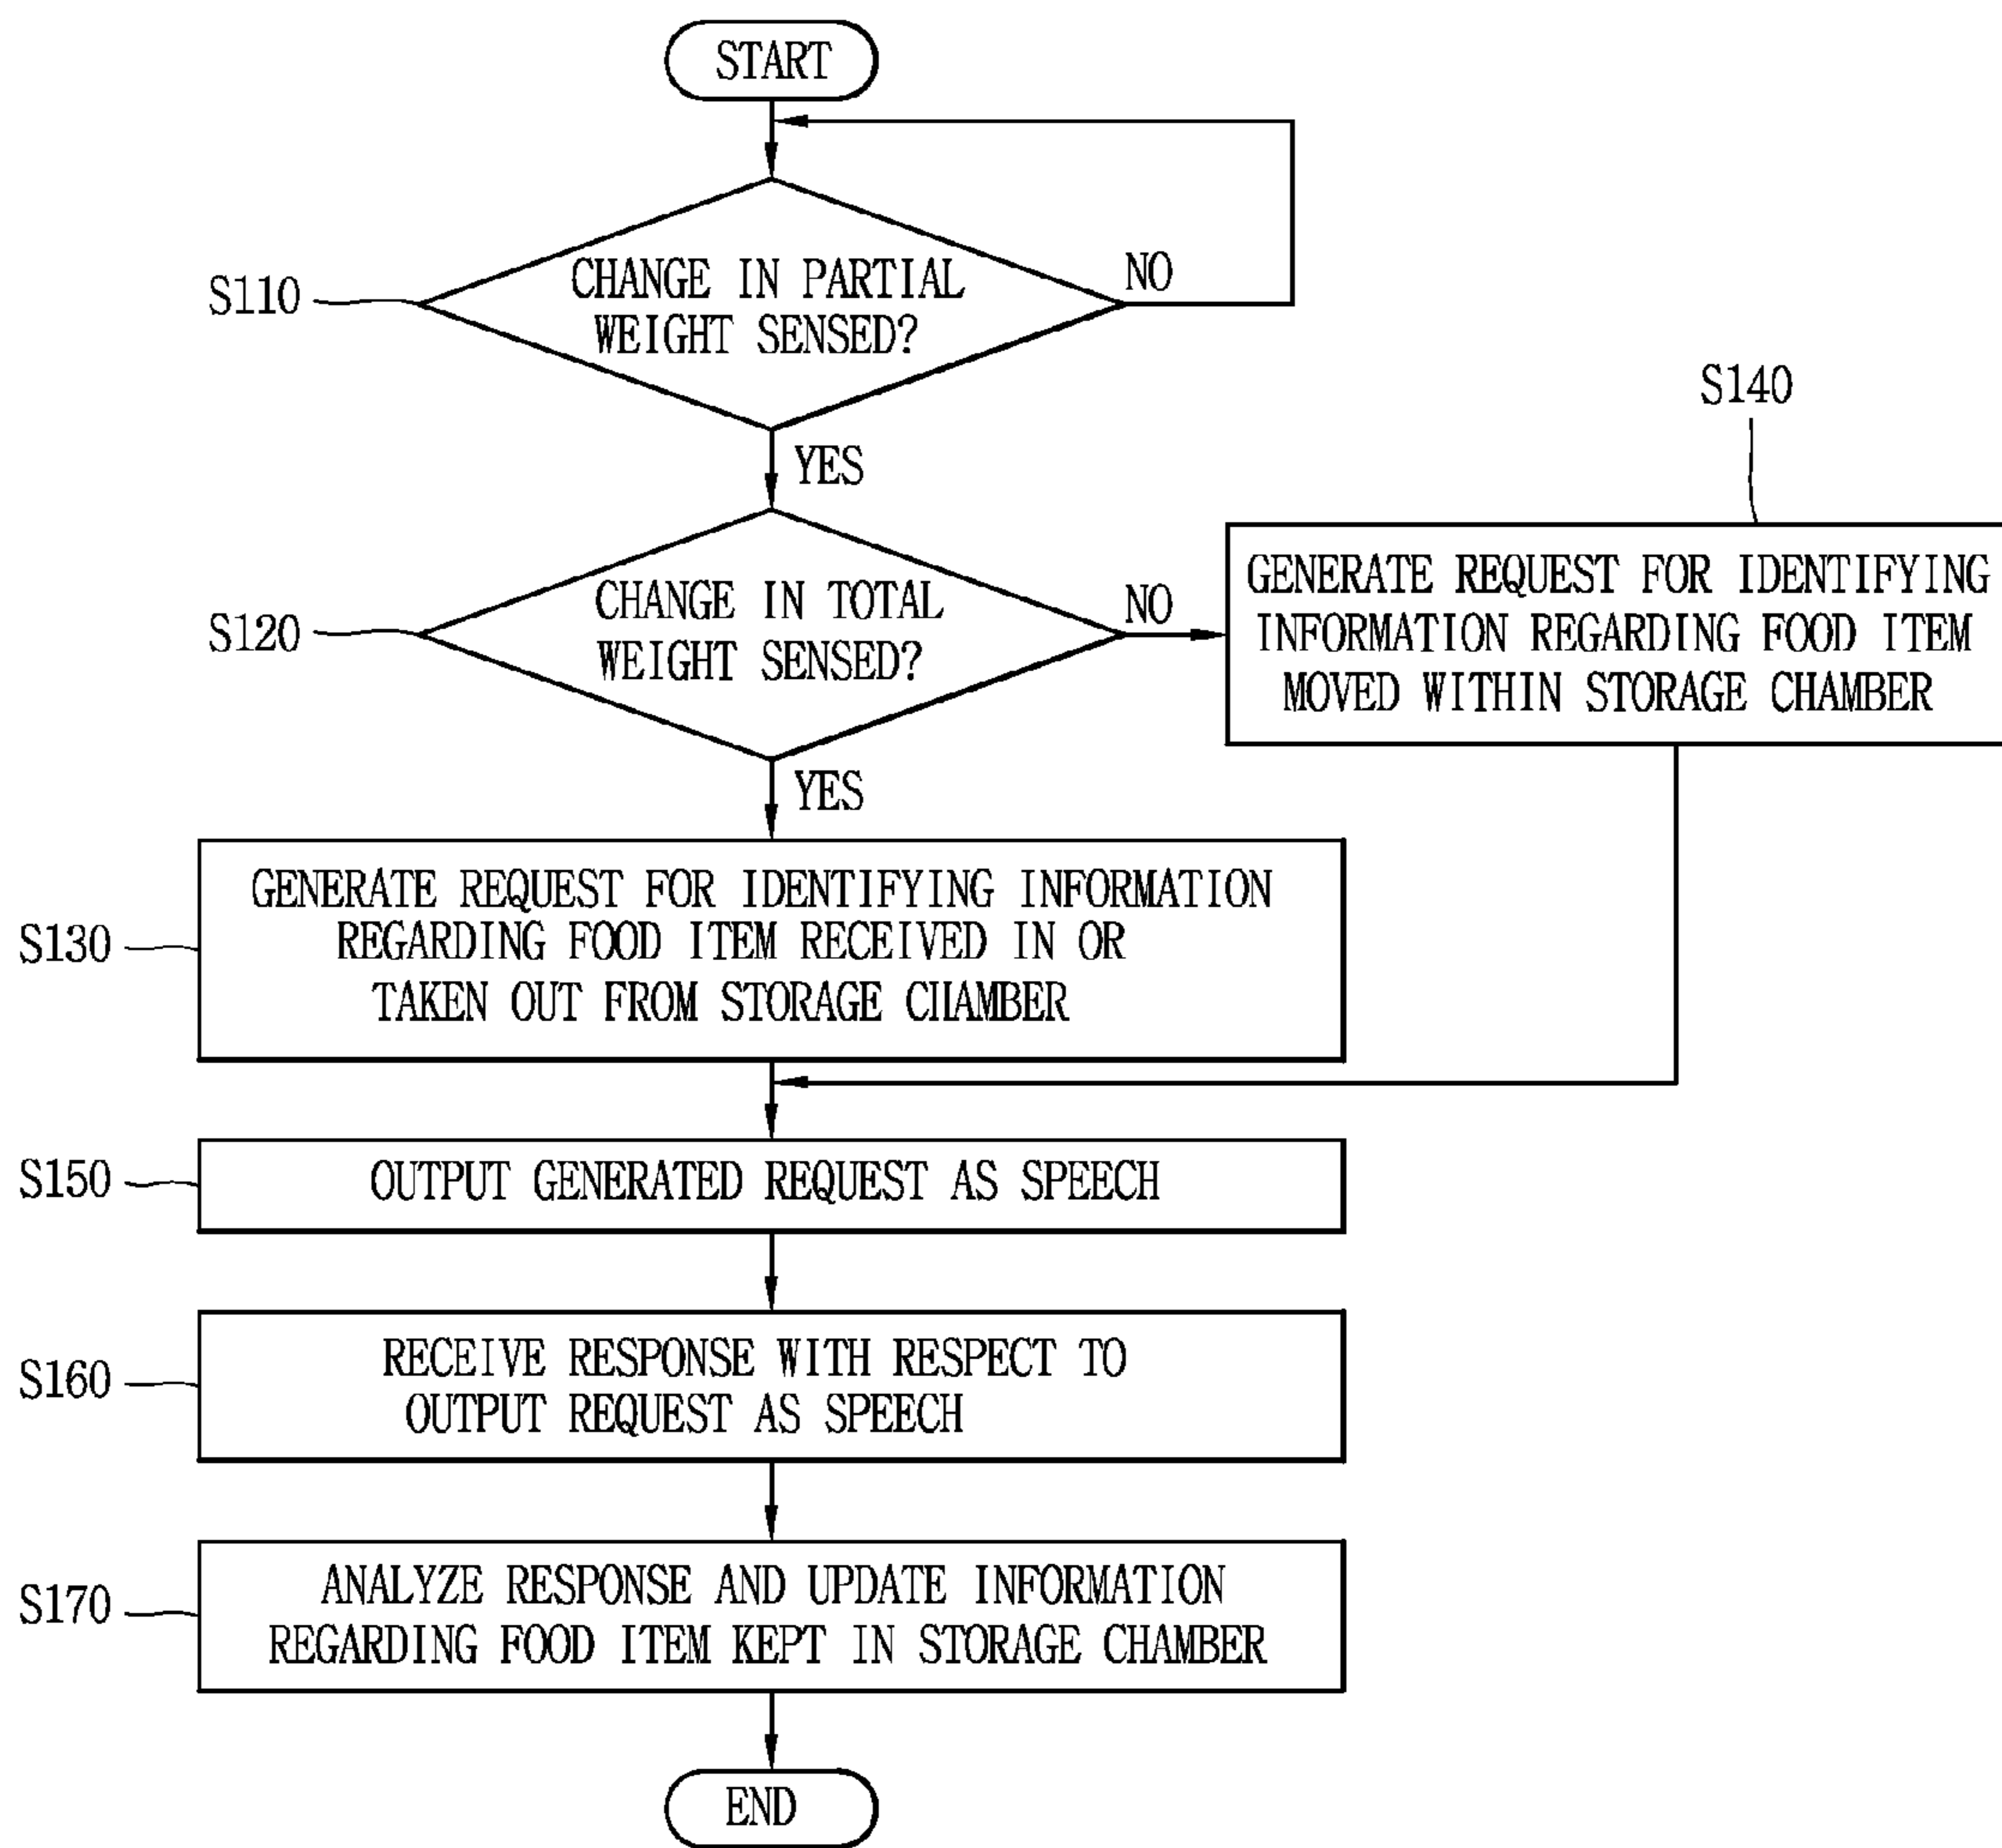 START
S110
CHANGE IN PARTIAL
WEIGHT SENSED?
NO
YES
S120
CHANGE IN TOTAL
WEIGHT SENSED?
NO
S140
GENERATE REQUEST FOR IDENTIFYING
INFORMATION REGARDING FOOD ITEM
MOVED WITHIN STORAGE CHAMBER
YES
S130
GENERATE REQUEST FOR IDENTIFYING INFORMATION
REGARDING FOOD ITEM RECEIVED IN OR
TAKEN OUT FROM STORAGE CHAMBER
S150
OUTPUT GENERATED REQUEST AS SPEECH
S160
RECEIVE RESPONSE WITH RESPECT TO
OUTPUT REQUEST AS SPEECH
S170
ANALYZE RESPONSE AND UPDATE INFORMATION
REGARDING FOOD ITEM KEPT IN STORAGE CHAMBER
END